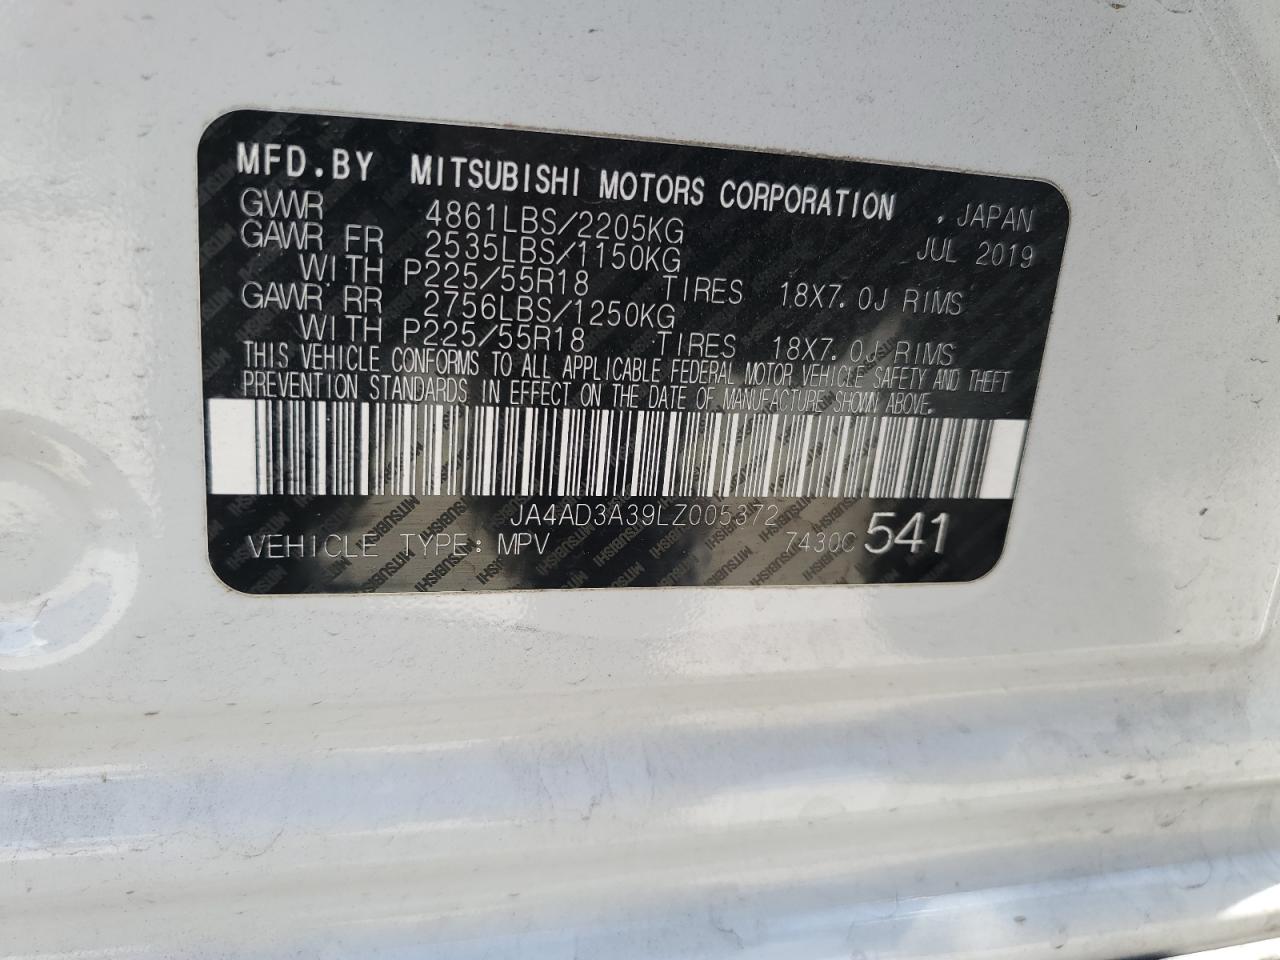 MFD.BY MITSUBISHI MOTORS CORPORATION , JAPAN
GVWR 4861LBS/2205KG JUL 2019
GAWR FR 2535LBS/1150KG
WITH P225/55R18 TIRES 18X7.0J RIMS
GAWR RR 2756LBS/1250KG
WITH P225/55R18 TIRES 18X7.0J RIMS
THIS VEHICLE CONFORMS TO ALL APPLICABLE FEDERAL MOTOR VEHICLE SAFETY AND THEFT
PREVENTION STANDARDS IN EFFECT ON THE DATE OF MANUFACTURE SHOWN ABOVE.
JA4AD3A39LZ005372
VEHICLE TYPE: MPV 7430C 541